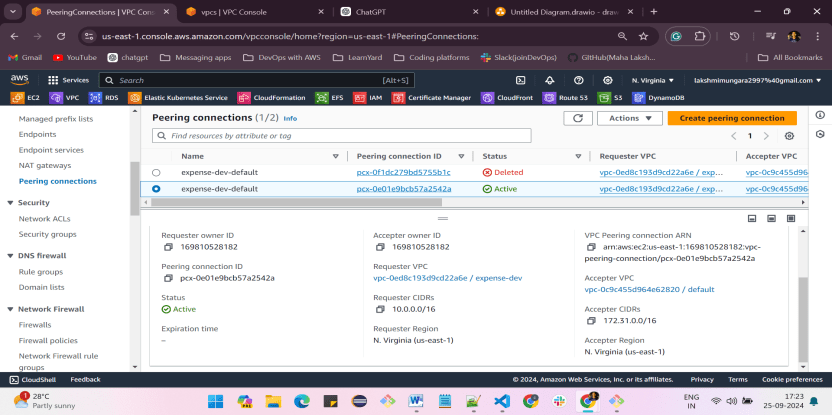 PeeringConnections | VPC Cons
vpcs | VPC Console
ChatGPT
Untitled Diagram.drawio - draw
us-east-1.console.aws.amazon.com/vpcconsole/home?region=us-east-1#PeeringConnections:
Gmail
YouTube
chatgpt
Messaging apps
DevOps with AWS
LearnYard
Coding platforms
Slack(joinDevOps)
GitHub(Maha Laksh...
All Bookmarks
aws
Services
Search
[Alt+S]
N. Virginia
lakshmimungara2997%40gmail.com
EC2
VPC
RDS
Elastic Kubernetes Service
CloudFormation
EFS
IAM
Certificate Manager
CloudFront
Route 53
S3
DynamoDB
Managed prefix lists
Endpoints
Endpoint services
NAT gateways
Peering connections
Security
Network ACLs
Security groups
DNS firewall
Rule groups
Domain lists
Network Firewall
Firewalls
Firewall policies
Network Firewall rule
groups
Peering connections (1/2) Info
Actions
Create peering connection
Find resources by attribute or tag
1
Name
Peering connection ID
Status
Requester VPC
Accepter VPC
expense-dev-default
pcx-0f1dc279bd5755b1c
Deleted
vpc-0ed8c193d9cd22a6e / exp...
vpc-0c9c455d96
expense-dev-default
pcx-0e01e9bcb57a2542a
Active
vpc-0ed8c193d9cd22a6e / exp...
vpc-0c9c455d96
Requester owner ID
169810528182
Peering connection ID
pcx-0e01e9bcb57a2542a
Status
Active
Expiration time
–
Accepter owner ID
169810528182
Requester VPC
vpc-0ed8c193d9cd22a6e / expense-dev
Requester CIDRs
10.0.0.0/16
Requester Region
N. Virginia (us-east-1)
VPC Peering connection ARN
arn:aws:ec2:us-east-1:169810528182:vpc-
peering-connection/pcx-0e01e9bcb57a2542a
Accepter VPC
vpc-0c9c455d964e62820 / default
Accepter CIDRs
172.31.0.0/16
Accepter Region
N. Virginia (us-east-1)
CloudShell
Feedback
© 2024, Amazon Web Services, Inc. or its affiliates.
Privacy
Terms
Cookie preferences
1
28°C
Partly sunny
ENG
IN
17:23
25-09-2024